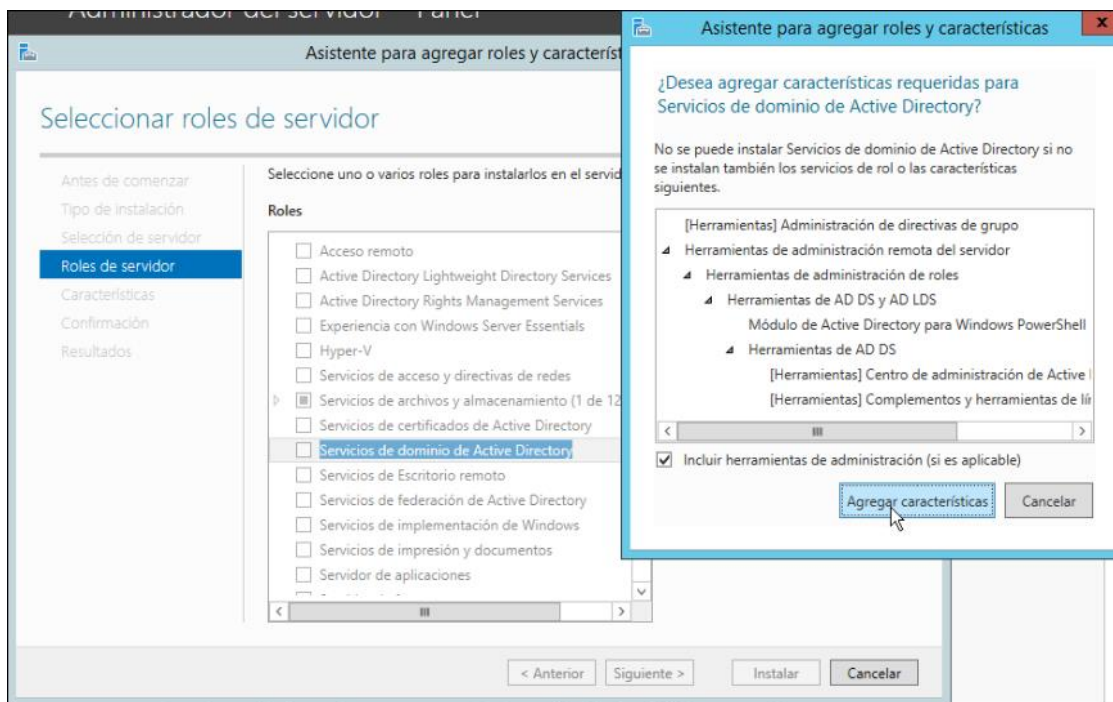 Administrador del servidor Panel
Asistente para agregar roles y característ
Seleccionar roles de servidor
Antes de comenzar
Tipo de instalación
Selección de servidor
Roles de servidor
Características
Confirmación
Resultados
Seleccione uno o varios roles para instalarlos en el servid
Roles
Acceso remoto
Active Directory Lightweight Directory Services
Active Directory Rights Management Services
Experiencia con Windows Server Essentials
Hyper-V
Servicios de acceso y directivas de redes
Servicios de archivos y almacenamiento (1 de 12
Servicios de certificados de Active Directory
Servicios de dominio de Active Directory
Servicios de Escritorio remoto
Servicios de federación de Active Directory
Servicios de implementación de Windows
Servicios de impresión y documentos
Servidor de aplicaciones
< Anterior
Siguiente >
Instalar
Cancelar
Asistente para agregar roles y características
x
¿Desea agregar características requeridas para
Servicios de dominio de Active Directory?
No se puede instalar Servicios de dominio de Active Directory si no
se instalan también los servicios de rol o las características
siguientes.
[Herramientas] Administración de directivas de grupo
Herramientas de administración remota del servidor
Herramientas de administración de roles
Herramientas de AD DS y AD LDS
Módulo de Active Directory para Windows PowerShell
Herramientas de AD DS
[Herramientas] Centro de administración de Active
[Herramientas] Complementos y herramientas de lí
Incluir herramientas de administración (si es aplicable)
Agregar características
Cancelar